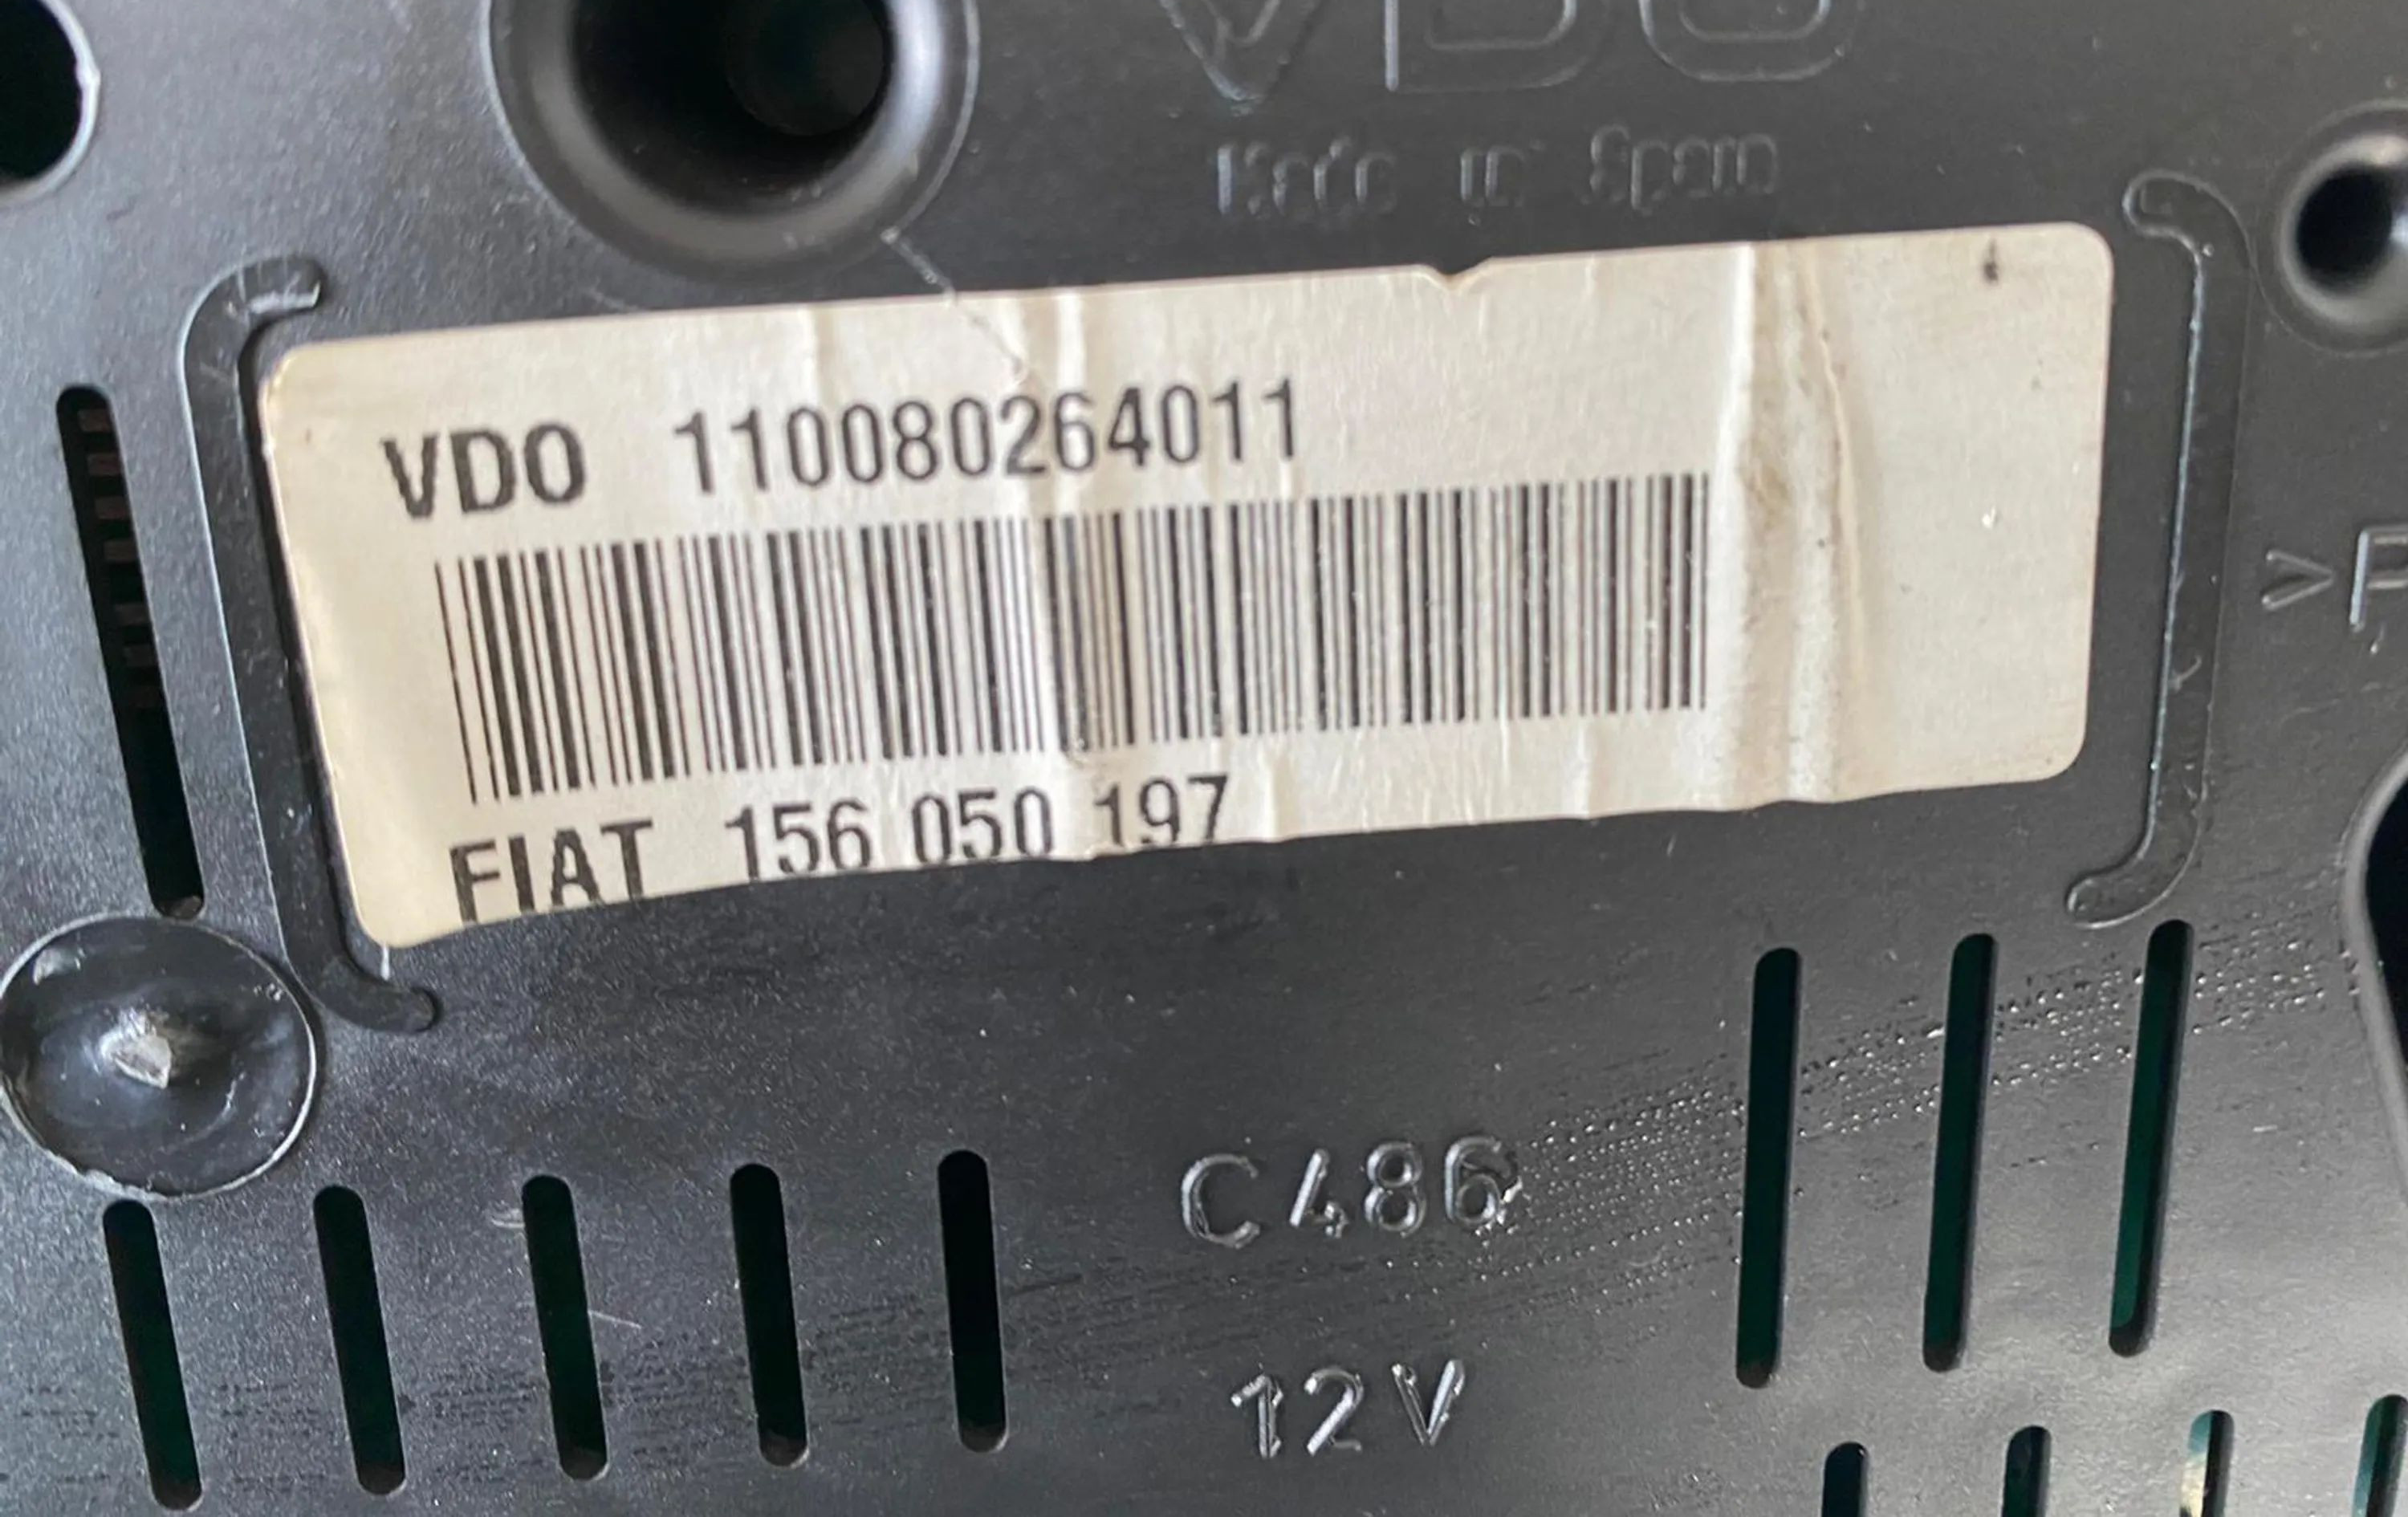 VDO
Made in Spain
VDO 110080264011
FIAT 156 050 197
C486
12V